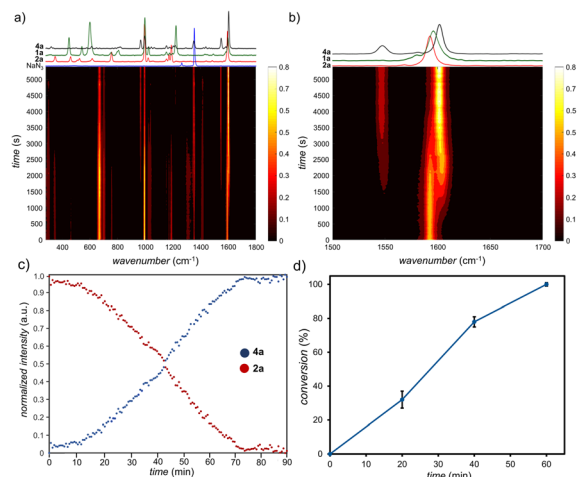 a)
4a
1a
2a
NaN3
5000
4500
4000
3500
3000
2500
2000
1500
1000
500
0
time (s)
400 600 800 1000 1200 1400 1600 1800
wavenumber (cm-1)
0.8
0.7
0.6
0.5
0.4
0.3
0.2
0.1
0
b)
4a
1a
2a
5000
4500
4000
3500
3000
2500
2000
1500
1000
500
0
time (s)
1500 1550 1600 1650 1700
wavenumber (cm-1)
0.8
0.7
0.6
0.5
0.4
0.3
0.2
0.1
0
c)
1.0
0.9
0.8
0.7
0.6
0.5
0.4
0.3
0.2
0.1
0
normalized intensity (a.u.)
4a
2a
0 10 20 30 40 50 60 70 80 90
time (min)
d)
100
80
60
40
20
0
conversion (%)
0 20 40 60
time (min)